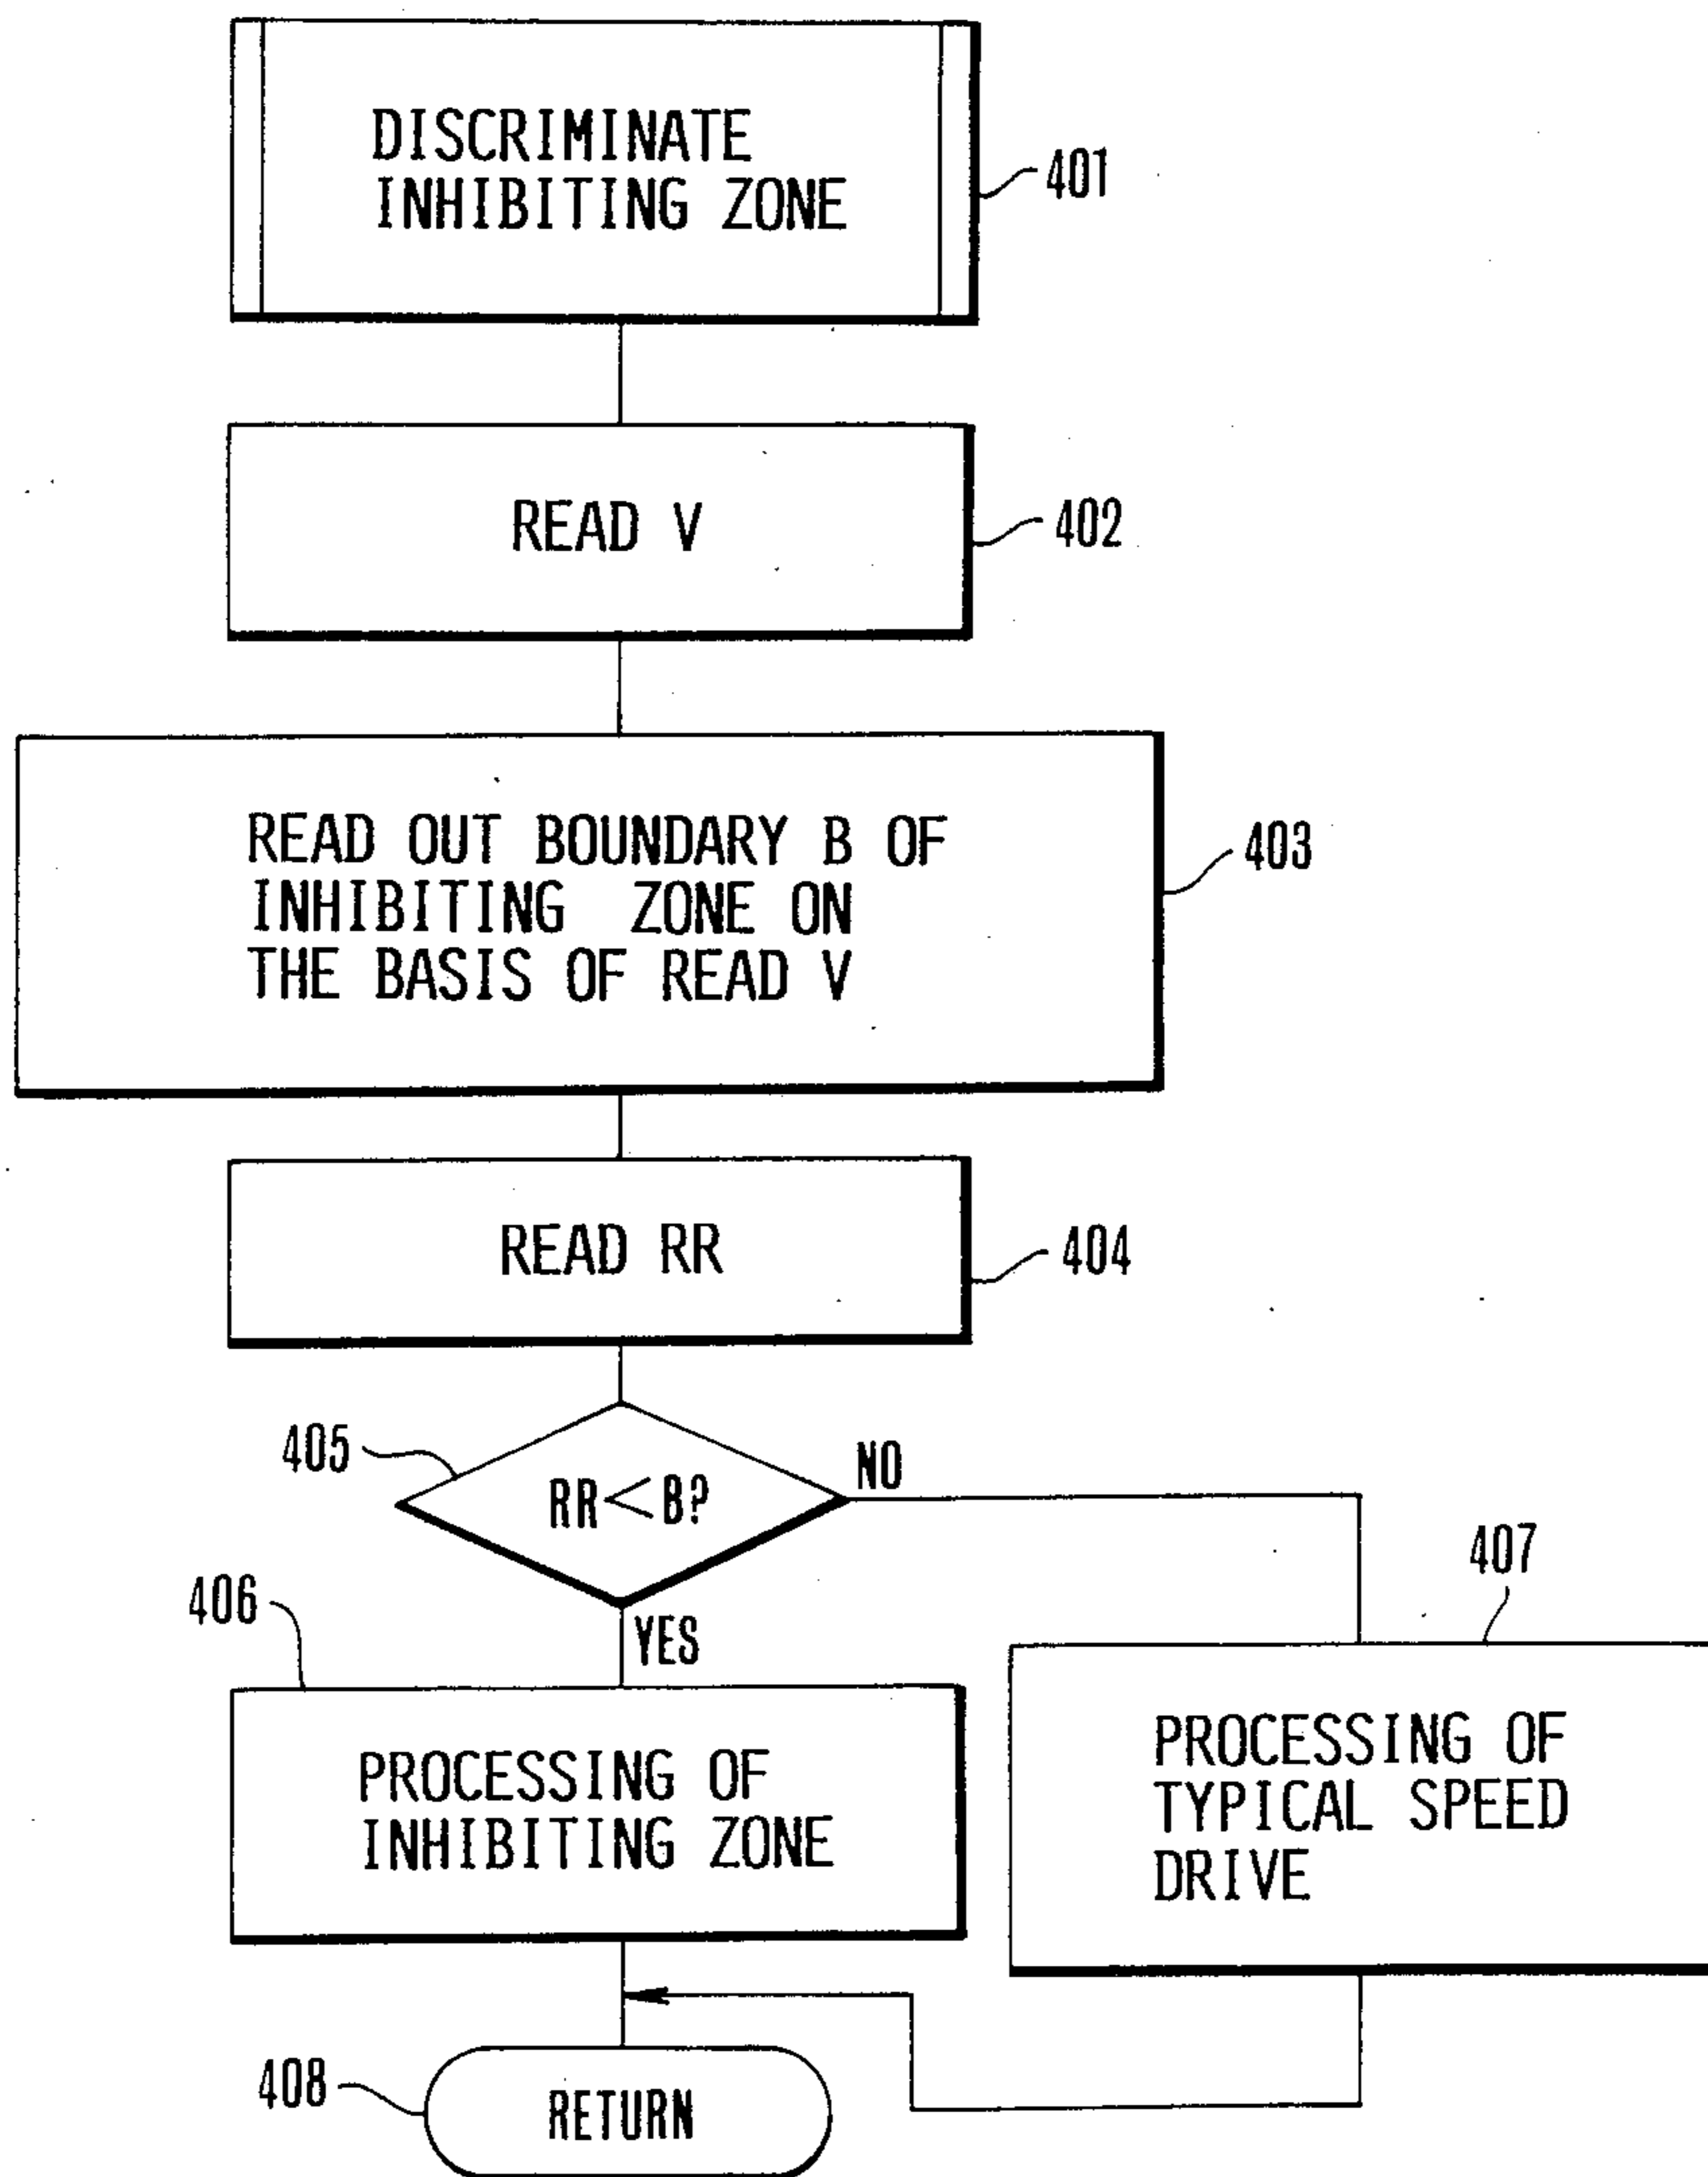 DISCRIMINATE
INHIBITING ZONE
401
READ V
402
READ OUT BOUNDARY B OF
INHIBITING ZONE ON
THE BASIS OF READ V
403
READ RR
404
405
RR<B?
NO
YES
406
PROCESSING OF
INHIBITING ZONE
407
PROCESSING OF
TYPICAL SPEED
DRIVE
408
RETURN